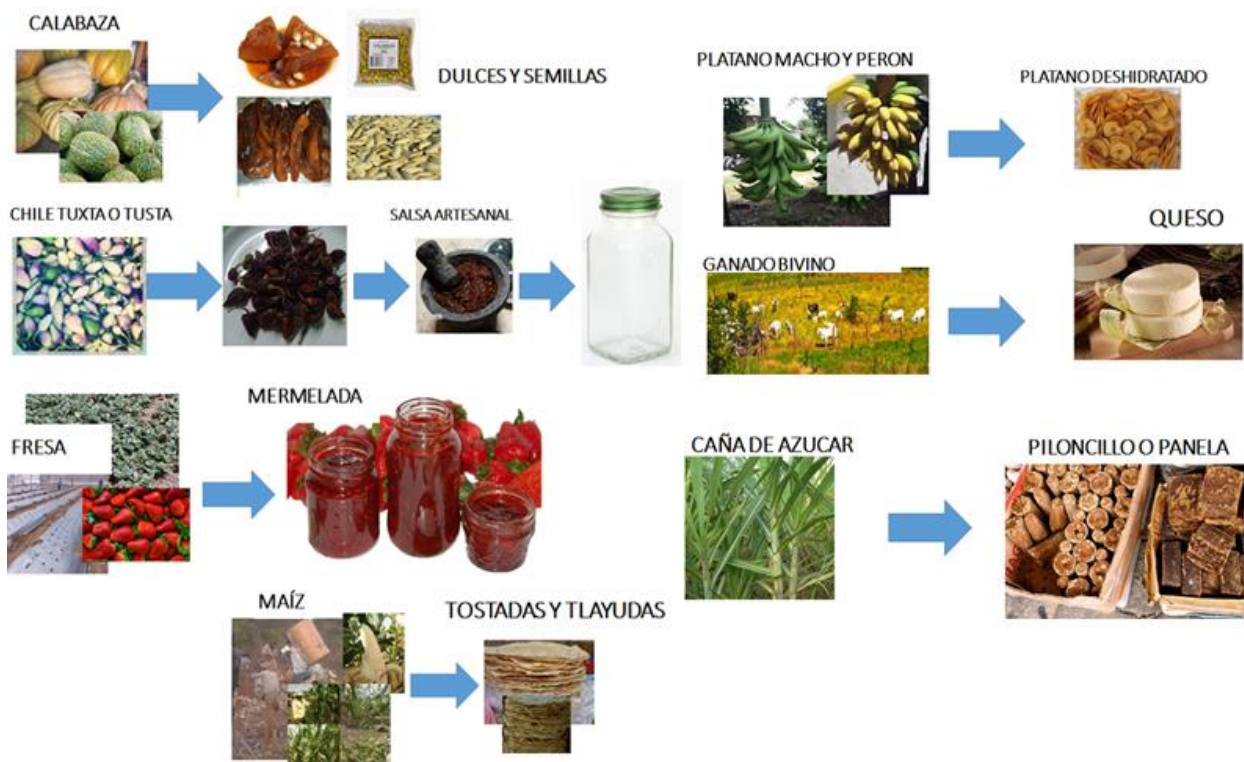 CALABAZA
DULCES Y SEMILLAS
CHILE TUXTA O TUSTA
SALSA ARTESANAL
FRESA
MERMELADA
MAÍZ
TOSTADAS Y TLAYUDAS
PLATANO MACHO Y PERON
PLATANO DESHIDRATADO
GANADO BIVINO
QUESO
CAÑA DE AZUCAR
PILONCILLO O PANELA